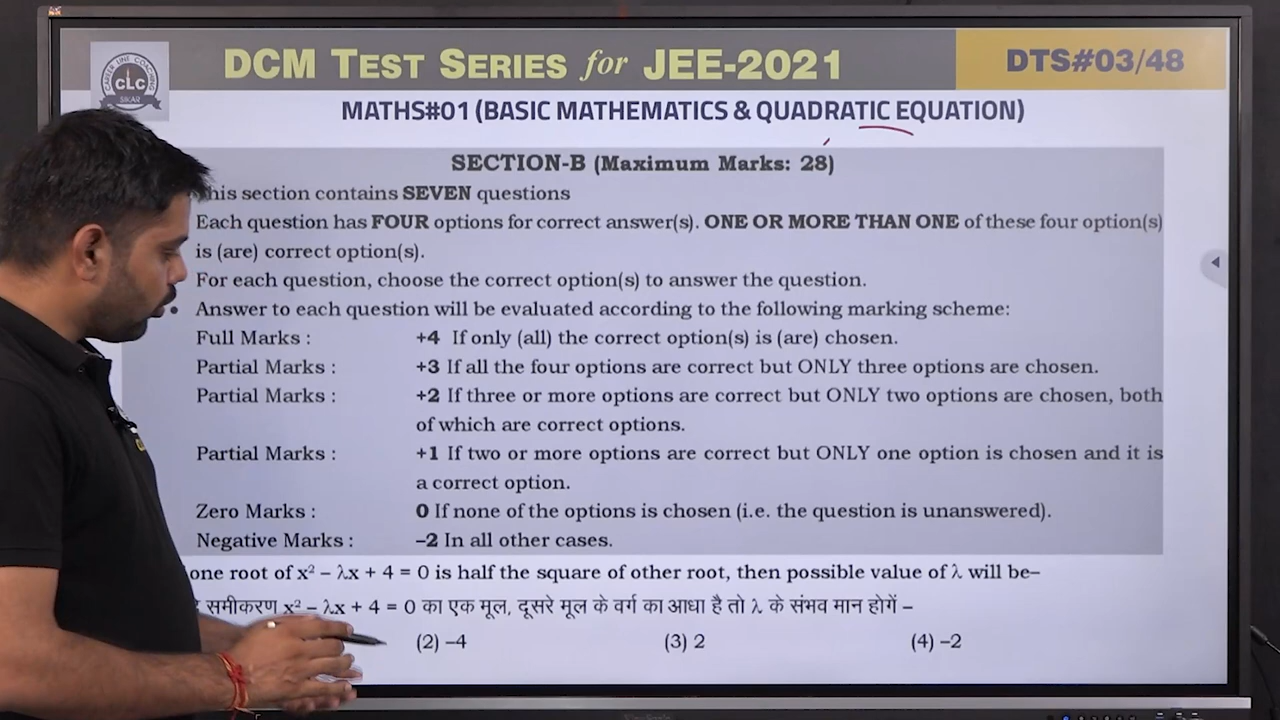 DCM TEST SERIES for JEE-2021
DTS#03/48
CAREER LINE COACHING
CLC
SIKAR
MATHS#01 (BASIC MATHEMATICS & QUADRATIC EQUATION)
SECTION-B (Maximum Marks: 28)
This section contains SEVEN questions
Each question has FOUR options for correct answer(s). ONE OR MORE THAN ONE of these four option(s)
is (are) correct option(s).
For each question, choose the correct option(s) to answer the question.
• Answer to each question will be evaluated according to the following marking scheme:
Full Marks : +4 If only (all) the correct option(s) is (are) chosen.
Partial Marks : +3 If all the four options are correct but ONLY three options are chosen.
Partial Marks : +2 If three or more options are correct but ONLY two options are chosen, both
of which are correct options.
Partial Marks : +1 If two or more options are correct but ONLY one option is chosen and it is
a correct option.
Zero Marks : 0 If none of the options is chosen (i.e. the question is unanswered).
Negative Marks : –2 In all other cases.
one root of x² – λx + 4 = 0 is half the square of other root, then possible value of λ will be–
समीकरण x² – λx + 4 = 0 का एक मूल, दूसरे मूल के वर्ग का आधा है तो λ के संभव मान होगें –
(2) –4 (3) 2 (4) –2